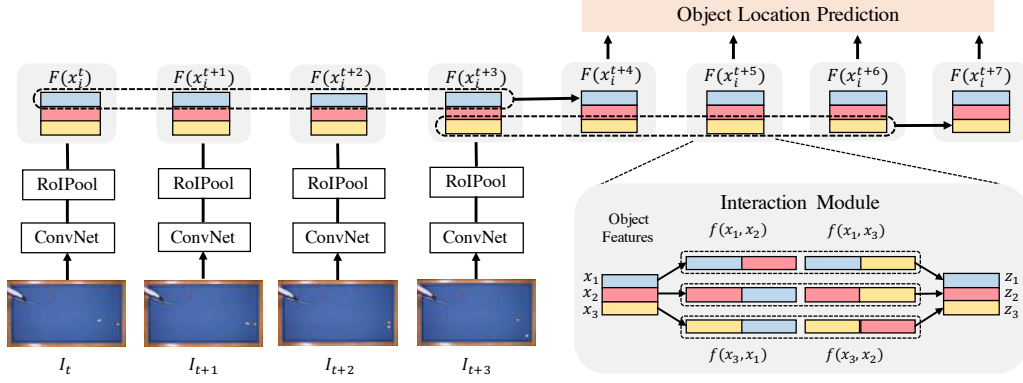 Object Location Prediction
F(x_i^t) F(x_i^{t+1}) F(x_i^{t+2}) F(x_i^{t+3}) F(x_i^{t+4}) F(x_i^{t+5}) F(x_i^{t+6}) F(x_i^{t+7})
RoIPool RoIPool RoIPool RoIPool
ConvNet ConvNet ConvNet ConvNet
I_t I_{t+1} I_{t+2} I_{t+3}
Interaction Module
Object
Features
f(x_1, x_2) f(x_1, x_3)
x_1 z_1
x_2 z_2
x_3 z_3
f(x_3, x_1) f(x_3, x_2)